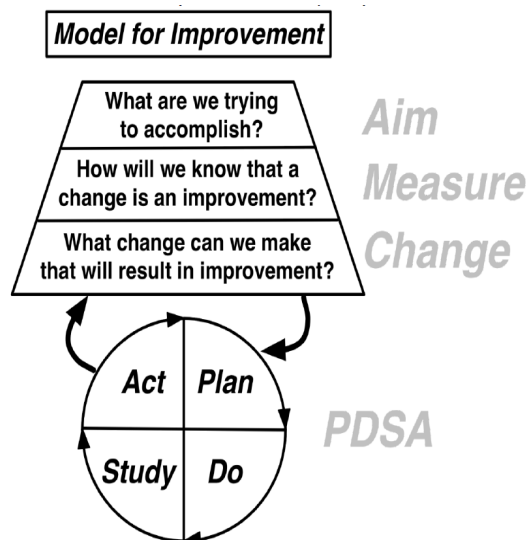 Model for Improvement
What are we trying
to accomplish?
Aim
How will we know that a
change is an improvement?
Measure
What change can we make
that will result in improvement?
Change
Act Plan
PDSA
Study Do